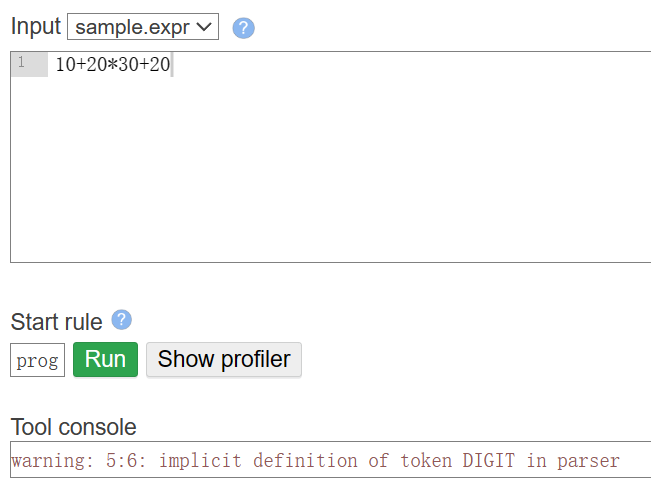 Input sample.expr ?
1 10+20*30+20
Start rule ?
prog Run Show profiler
Tool console
warning: 5:6: implicit definition of token DIGIT in parser